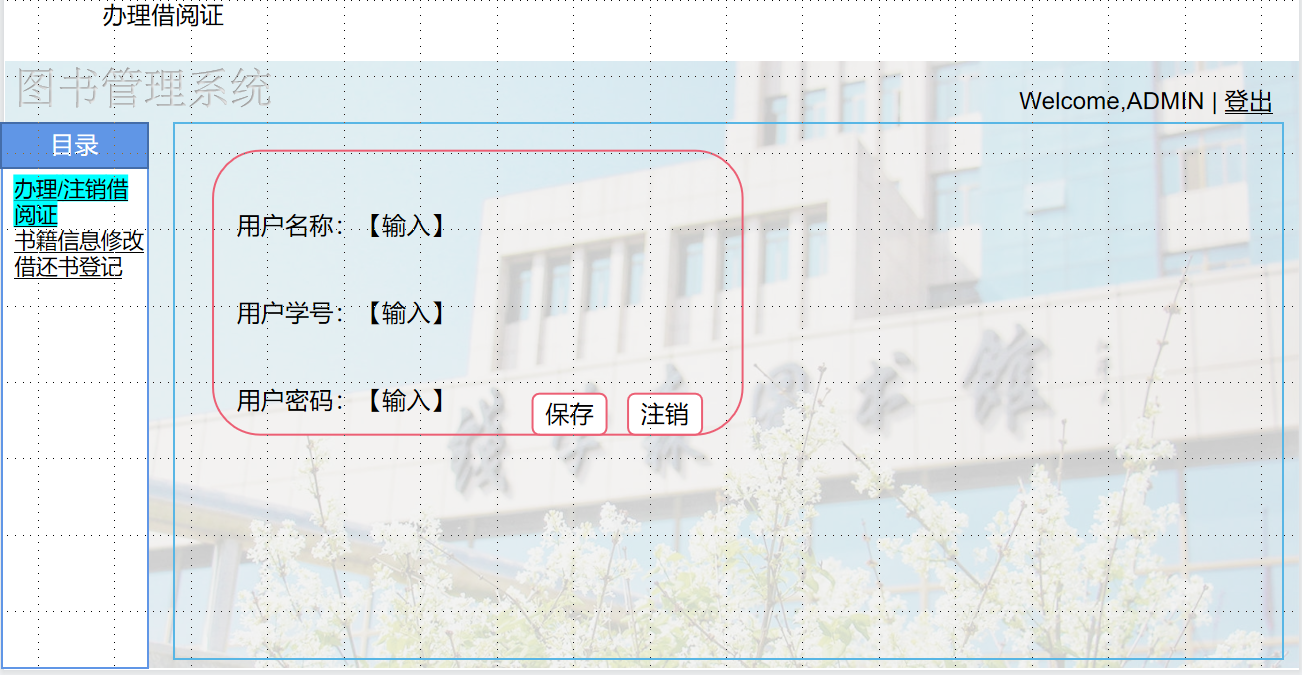 办理借阅证
图书管理系统
Welcome,ADMIN | 登出
目录
办理/注销借
阅证
书籍信息修改
借还书登记
用户名称：【输入】
用户学号：【输入】
用户密码：【输入】
保存
注销